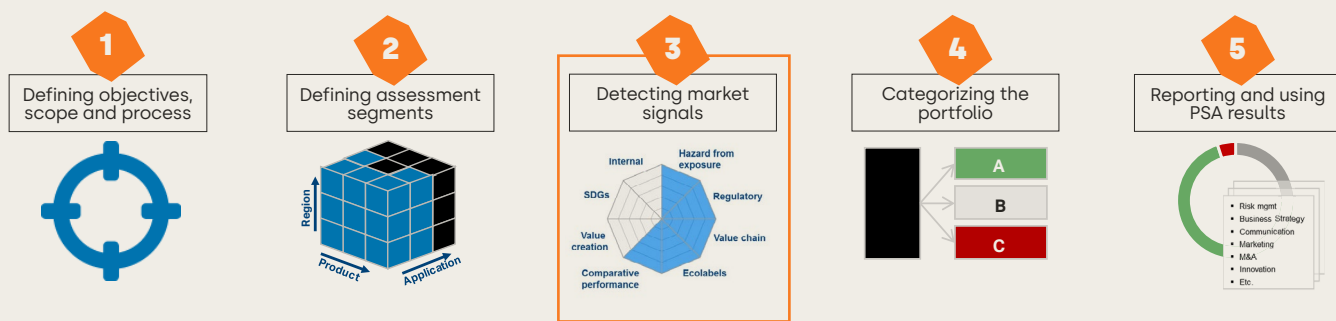 1
Defining objectives,
scope and process
2
Defining assessment
segments
Region
Product
Application
3
Detecting market
signals
Internal
Hazard from
exposure
SDGs
Regulatory
Value
creation
Value chain
Comparative
performance
Ecolabels
4
Categorizing the
portfolio
A
B
C
5
Reporting and using
PSA results
▪ Risk mgmt
▪ Business Strategy
▪ Communication
▪ Marketing
▪ M&A
▪ Innovation
▪ Etc.